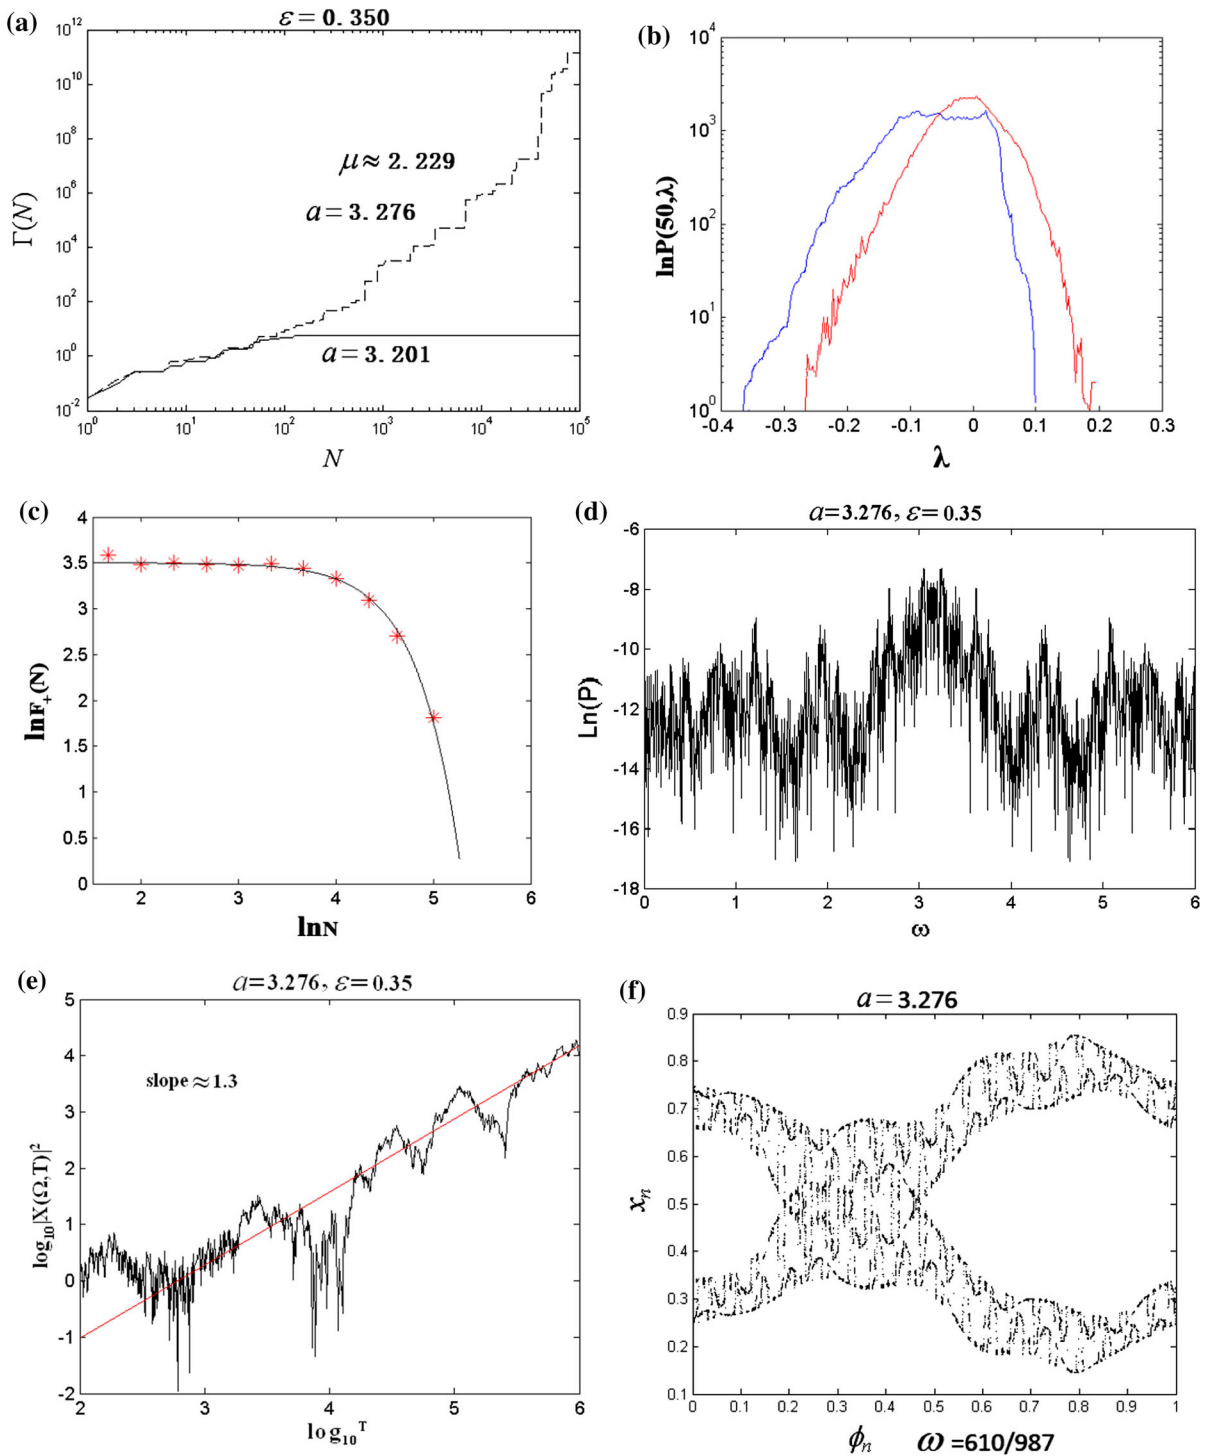 (a)
ε = 0. 350
10^12
10^10
10^8
10^6
10^4
10^2
10^0
10^-2
Γ(N)
μ ≈ 2. 229
a = 3. 276
a = 3. 201
10^0 10^1 10^2 10^3 10^4 10^5
N
(b)
10^4
10^3
10^2
10^1
10^0
lnP(50,λ)
-0.4 -0.3 -0.2 -0.1 0 0.1 0.2 0.3
λ
(c)
4
3.5
3
2.5
2
1.5
1
0.5
0
lnF+(N)
2 3 4 5 6
lnN
(d)
a=3.276, ε=0.35
-6
-8
-10
-12
-14
-16
-18
Ln(P)
0 1 2 3 4 5 6
ω
(e)
a=3.276, ε=0.35
5
4
3
2
1
0
-1
-2
log10|X(Ω,T)|^2
slope ≈ 1.3
2 3 4 5 6
log10 T
(f)
a = 3.276
0.9
0.8
0.7
0.6
0.5
0.4
0.3
0.2
0.1
x_n
0 0.1 0.2 0.3 0.4 0.5 0.6 0.7 0.8 0.9 1
ϕ_n ω =610/987